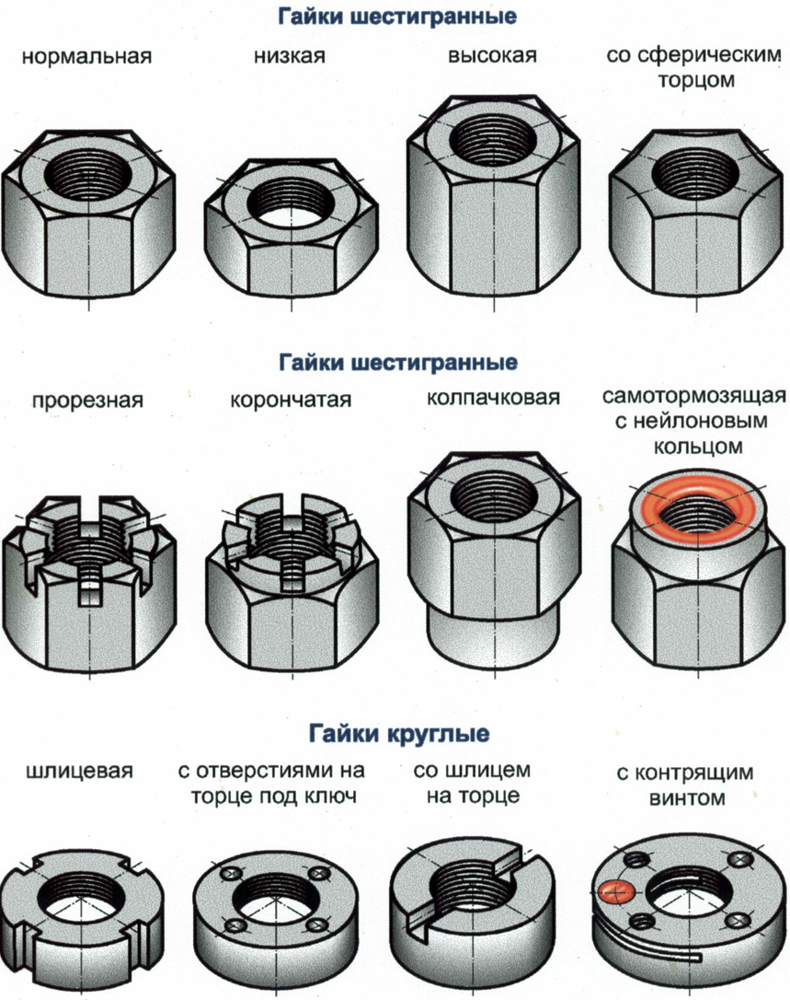 Гайки шестигранные
нормальная
низкая
высокая
со сферическим
торцом
Гайки шестигранные
прорезная
корончатая
колпачковая
самотормозящая
с нейлоновым
кольцом
Гайки круглые
шлицевая
с отверстиями на
торце под ключ
со шлицем
на торце
с контрящим
винтом